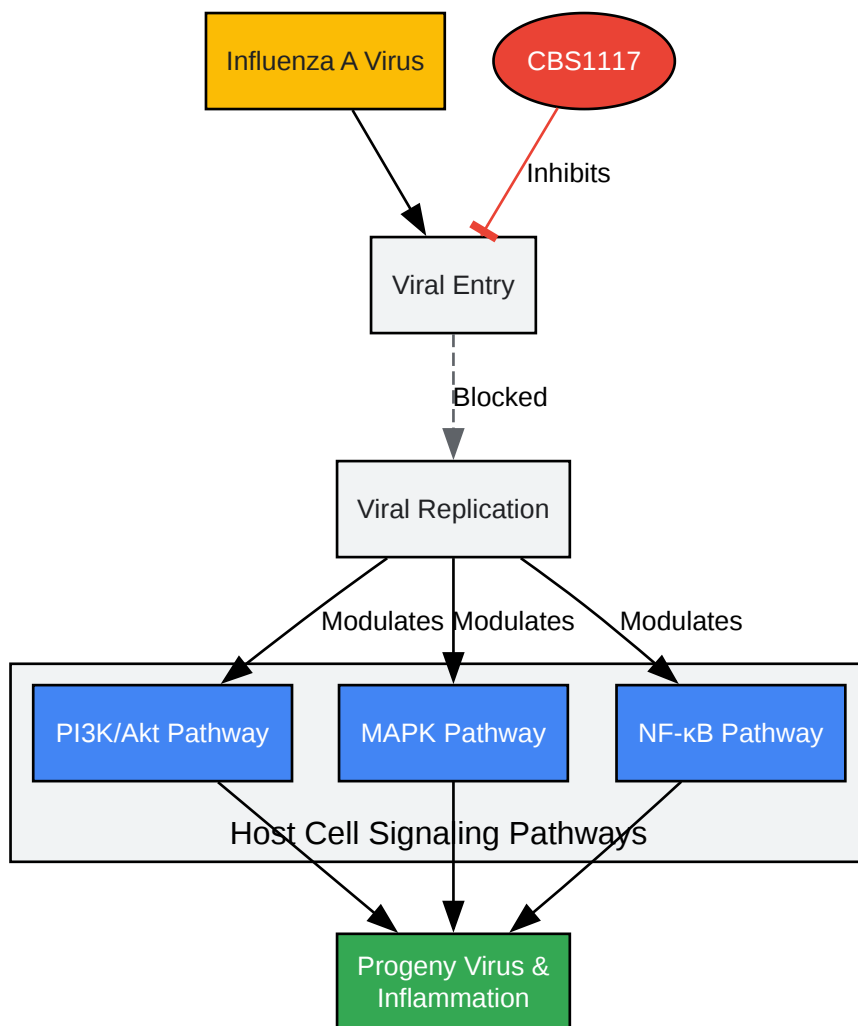 Influenza A Virus
CBS1117
Inhibits
Viral Entry
Blocked
Viral Replication
Modulates
Modulates
Modulates
PI3K/Akt Pathway
MAPK Pathway
NF-κB Pathway
Host Cell Signaling Pathways
Progeny Virus &
Inflammation